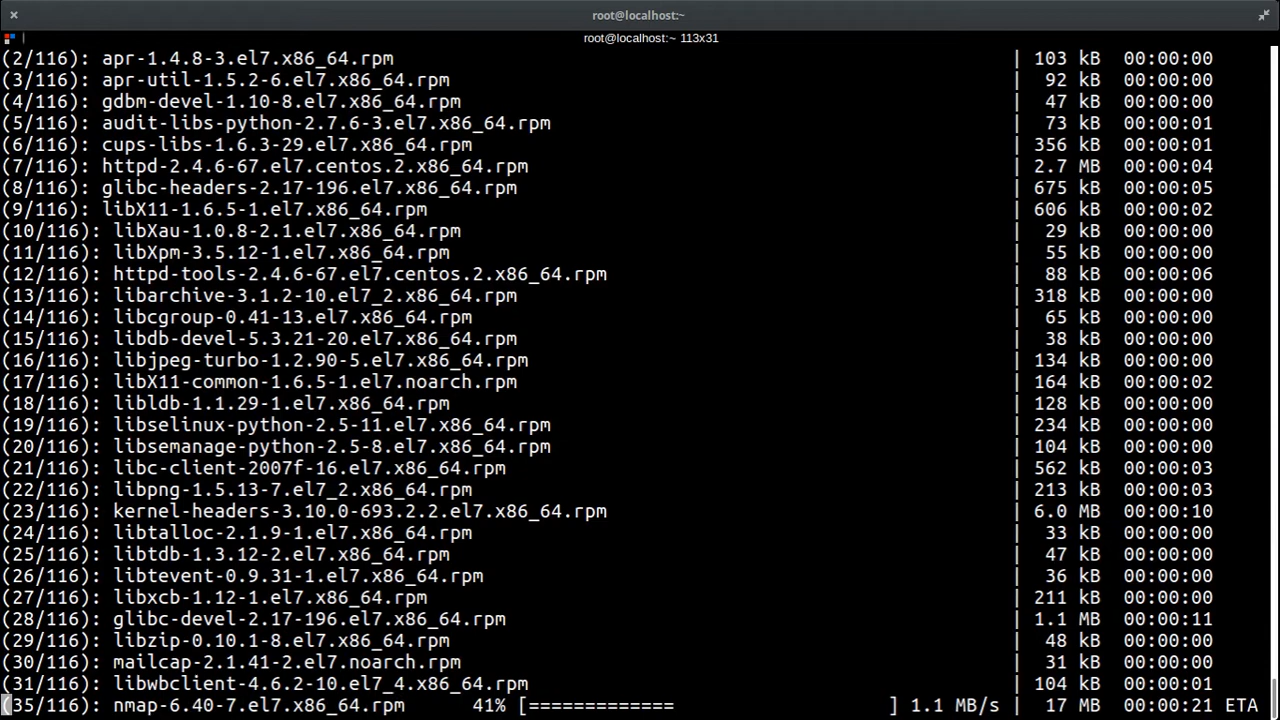 root@localhost:~
root@localhost:~ 113x31
(2/116): apr-1.4.8-3.el7.x86_64.rpm | 103 kB 00:00:00
(3/116): apr-util-1.5.2-6.el7.x86_64.rpm | 92 kB 00:00:00
(4/116): gdbm-devel-1.10-8.el7.x86_64.rpm | 47 kB 00:00:00
(5/116): audit-libs-python-2.7.6-3.el7.x86_64.rpm | 73 kB 00:00:01
(6/116): cups-libs-1.6.3-29.el7.x86_64.rpm | 356 kB 00:00:01
(7/116): httpd-2.4.6-67.el7.centos.2.x86_64.rpm | 2.7 MB 00:00:04
(8/116): glibc-headers-2.17-196.el7.x86_64.rpm | 675 kB 00:00:05
(9/116): libX11-1.6.5-1.el7.x86_64.rpm | 606 kB 00:00:02
(10/116): libXau-1.0.8-2.1.el7.x86_64.rpm | 29 kB 00:00:00
(11/116): libXpm-3.5.12-1.el7.x86_64.rpm | 55 kB 00:00:00
(12/116): httpd-tools-2.4.6-67.el7.centos.2.x86_64.rpm | 88 kB 00:00:06
(13/116): libarchive-3.1.2-10.el7_2.x86_64.rpm | 318 kB 00:00:00
(14/116): libcgroup-0.41-13.el7.x86_64.rpm | 65 kB 00:00:00
(15/116): libdb-devel-5.3.21-20.el7.x86_64.rpm | 38 kB 00:00:00
(16/116): libjpeg-turbo-1.2.90-5.el7.x86_64.rpm | 134 kB 00:00:00
(17/116): libX11-common-1.6.5-1.el7.noarch.rpm | 164 kB 00:00:02
(18/116): libldb-1.1.29-1.el7.x86_64.rpm | 128 kB 00:00:00
(19/116): libselinux-python-2.5-11.el7.x86_64.rpm | 234 kB 00:00:00
(20/116): libsemanage-python-2.5-8.el7.x86_64.rpm | 104 kB 00:00:00
(21/116): libc-client-2007f-16.el7.x86_64.rpm | 562 kB 00:00:03
(22/116): libpng-1.5.13-7.el7_2.x86_64.rpm | 213 kB 00:00:03
(23/116): kernel-headers-3.10.0-693.2.2.el7.x86_64.rpm | 6.0 MB 00:00:10
(24/116): libtalloc-2.1.9-1.el7.x86_64.rpm | 33 kB 00:00:00
(25/116): libtdb-1.3.12-2.el7.x86_64.rpm | 47 kB 00:00:00
(26/116): libtevent-0.9.31-1.el7.x86_64.rpm | 36 kB 00:00:00
(27/116): libxcb-1.12-1.el7.x86_64.rpm | 211 kB 00:00:00
(28/116): glibc-devel-2.17-196.el7.x86_64.rpm | 1.1 MB 00:00:11
(29/116): libzip-0.10.1-8.el7.x86_64.rpm | 48 kB 00:00:00
(30/116): mailcap-2.1.41-2.el7.noarch.rpm | 31 kB 00:00:00
(31/116): libwbclient-4.6.2-10.el7_4.x86_64.rpm | 104 kB 00:00:01
(35/116): nmap-6.40-7.el7.x86_64.rpm 41% [============= ] 1.1 MB/s | 17 MB 00:00:21 ETA